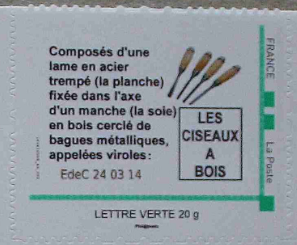 Composés d'une
lame en acier
trempé (la planche)
fixée dans l'axe
d'un manche (la soie)
en bois cerclé de
bagues métalliques,
appelées viroles :
EdeC 24 03 14
LES
CISEAUX
A
BOIS
FRANCE
La Poste
LETTRE VERTE 20 g